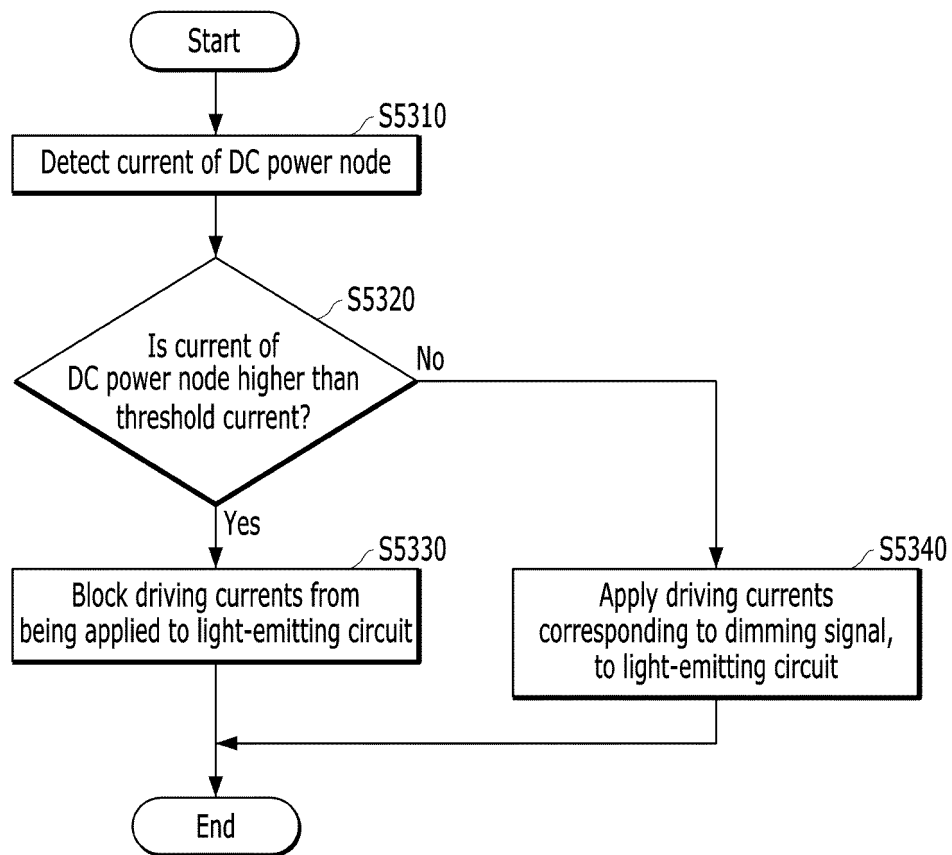 Start
S5310
Detect current of DC power node
S5320
Is current of
DC power node higher than
threshold current?
No
Yes
S5330
Block driving currents from
being applied to light-emitting circuit
S5340
Apply driving currents
corresponding to dimming signal,
to light-emitting circuit
End